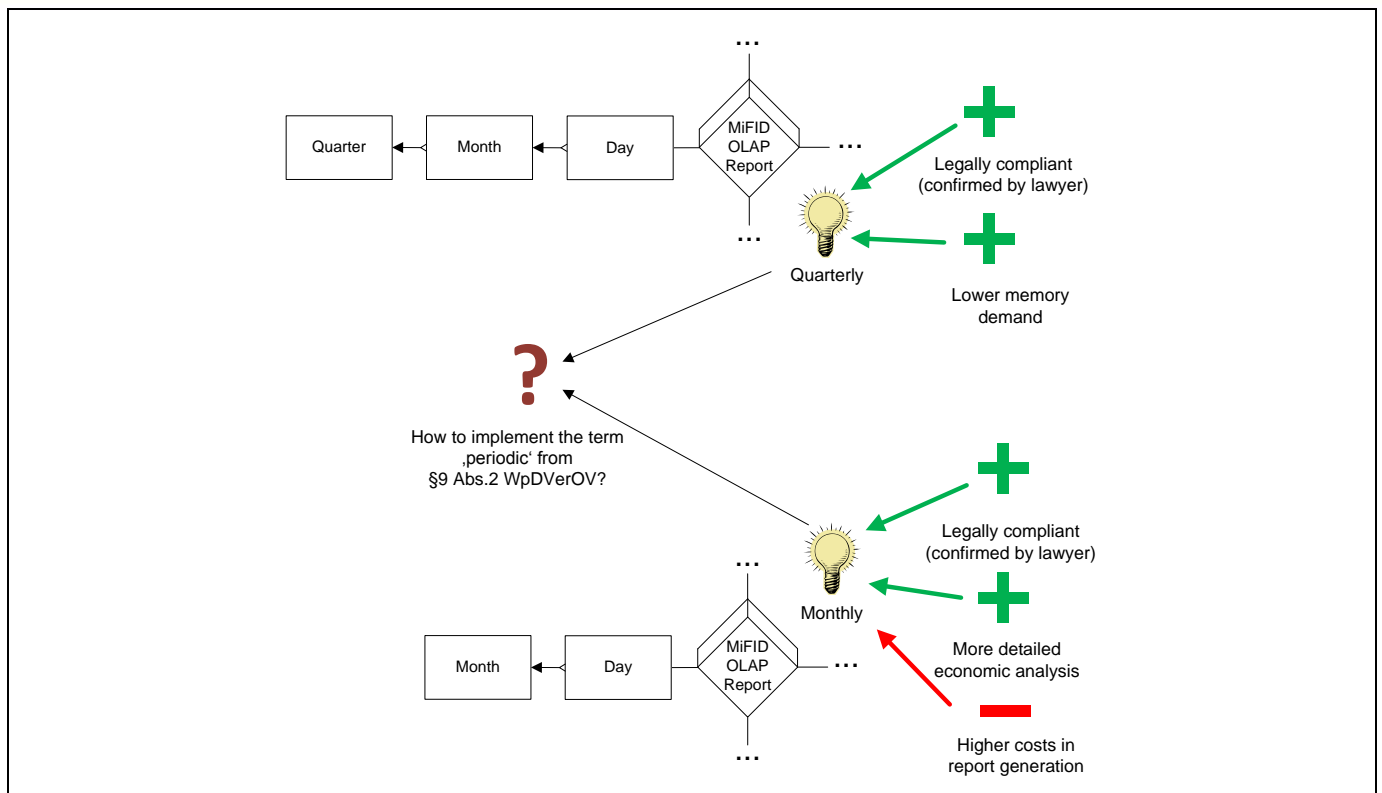 ...
MiFID
OLAP
Report
Quarter
Month
Day
...
...
Legally compliant
(confirmed by lawyer)
Quarterly
Lower memory
demand
?
How to implement the term
‚periodic‘ from
§9 Abs.2 WpDVerOV?
Legally compliant
(confirmed by lawyer)
Monthly
More detailed
economic analysis
Higher costs in
report generation
...
Month
Day
MiFID
OLAP
Report
...
...